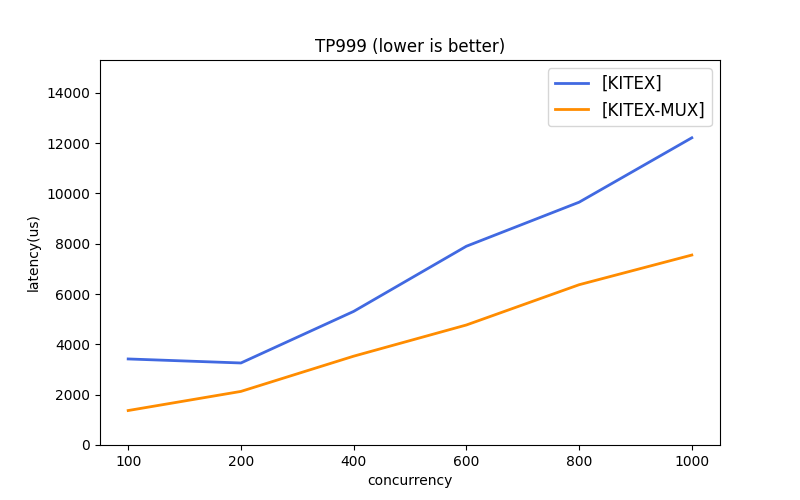 TP999 (lower is better)
[KITEX]
[KITEX-MUX]
14000
12000
10000
8000
6000
4000
2000
0
latency(us)
100 200 400 600 800 1000
concurrency